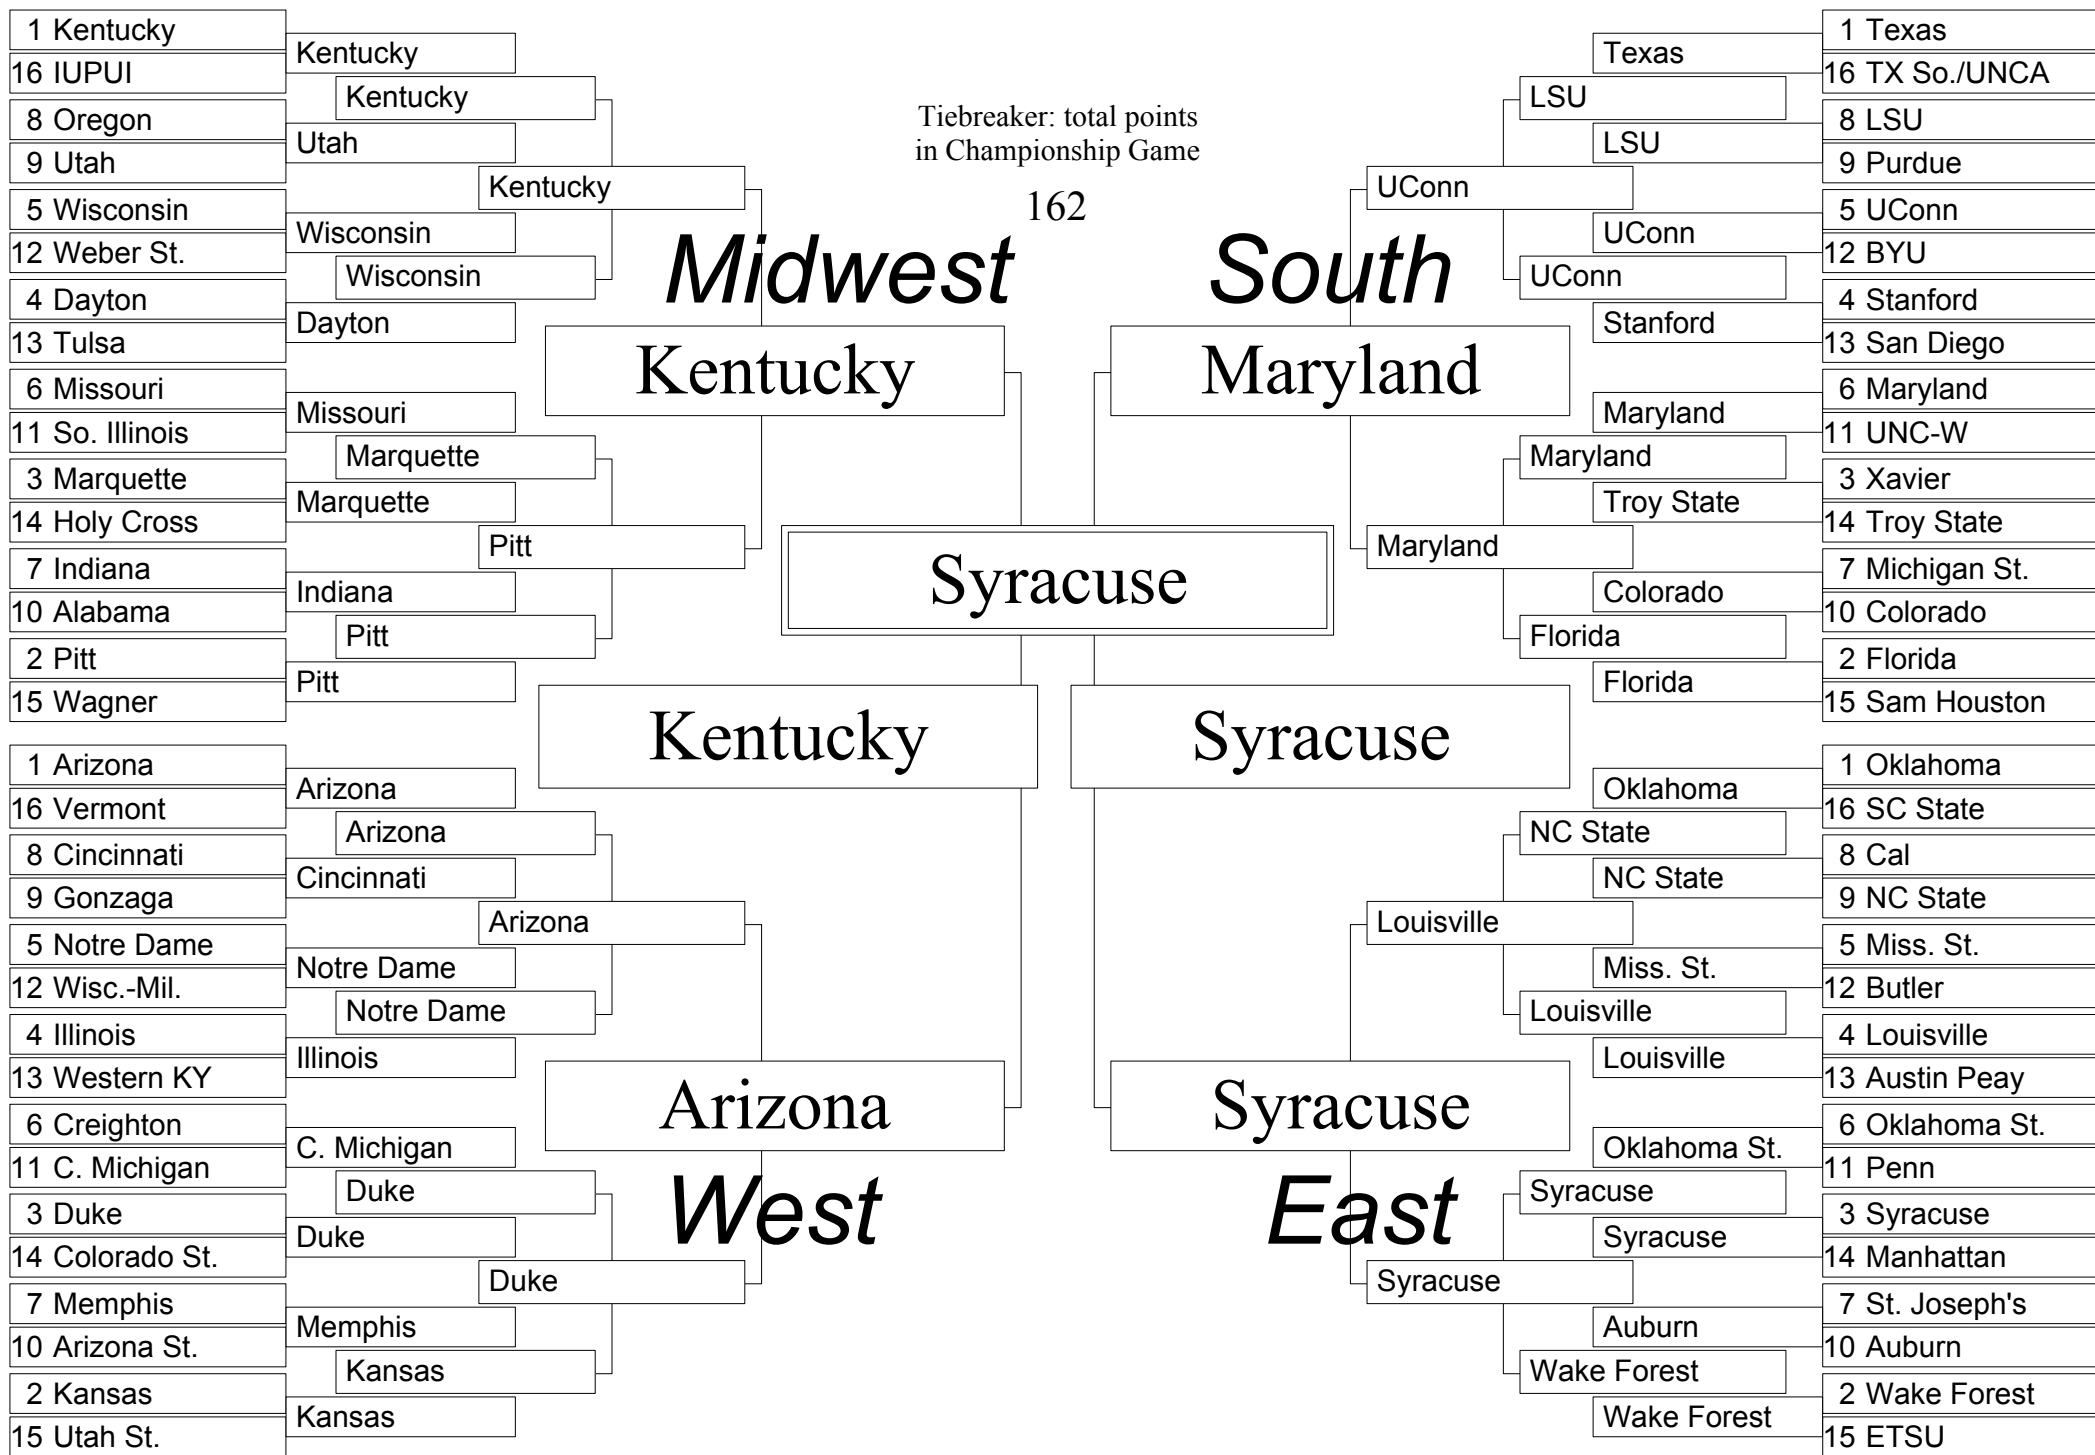 1 Kentucky
16 IUPUI
8 Oregon
9 Utah
5 Wisconsin
12 Weber St.
4 Dayton
13 Tulsa
6 Missouri
11 So. Illinois
3 Marquette
14 Holy Cross
7 Indiana
10 Alabama
2 Pitt
15 Wagner
Kentucky
Utah
Wisconsin
Dayton
Missouri
Marquette
Indiana
Pitt
Kentucky
Wisconsin
Marquette
Pitt
Kentucky
Pitt
Midwest
Kentucky
1 Arizona
16 Vermont
8 Cincinnati
9 Gonzaga
5 Notre Dame
12 Wisc.-Mil.
4 Illinois
13 Western KY
6 Creighton
11 C. Michigan
3 Duke
14 Colorado St.
7 Memphis
10 Arizona St.
2 Kansas
15 Utah St.
Arizona
Cincinnati
Notre Dame
Illinois
C. Michigan
Duke
Memphis
Kansas
Arizona
Notre Dame
Duke
Kansas
Arizona
Duke
Arizona
West
Tiebreaker: total points
in Championship Game
162
Syracuse
Kentucky
Syracuse
South
Maryland
UConn
Maryland
LSU
UConn
Maryland
Florida
Texas
LSU
UConn
Stanford
Maryland
Troy State
Colorado
Florida
1 Texas
16 TX So./UNCA
8 LSU
9 Purdue
5 UConn
12 BYU
4 Stanford
13 San Diego
6 Maryland
11 UNC-W
3 Xavier
14 Troy State
7 Michigan St.
10 Colorado
2 Florida
15 Sam Houston
Syracuse
East
Louisville
Syracuse
NC State
Louisville
Syracuse
Wake Forest
Oklahoma
NC State
Miss. St.
Louisville
Oklahoma St.
Syracuse
Auburn
Wake Forest
1 Oklahoma
16 SC State
8 Cal
9 NC State
5 Miss. St.
12 Butler
4 Louisville
13 Austin Peay
6 Oklahoma St.
11 Penn
3 Syracuse
14 Manhattan
7 St. Joseph's
10 Auburn
2 Wake Forest
15 ETSU